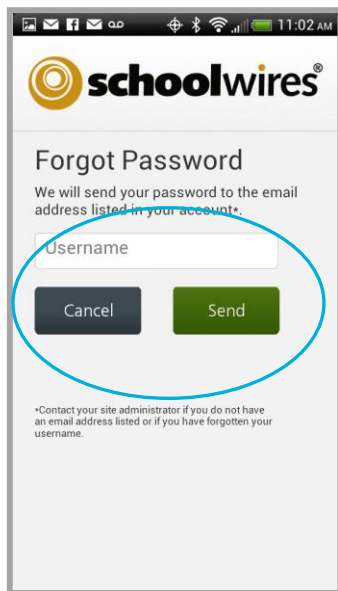 11:02 AM
schoolwires®
Forgot Password
We will send your password to the email
address listed in your account*.
Username
Cancel
Send
*Contact your site administrator if you do not have
an email address listed or if you have forgotten your
username.